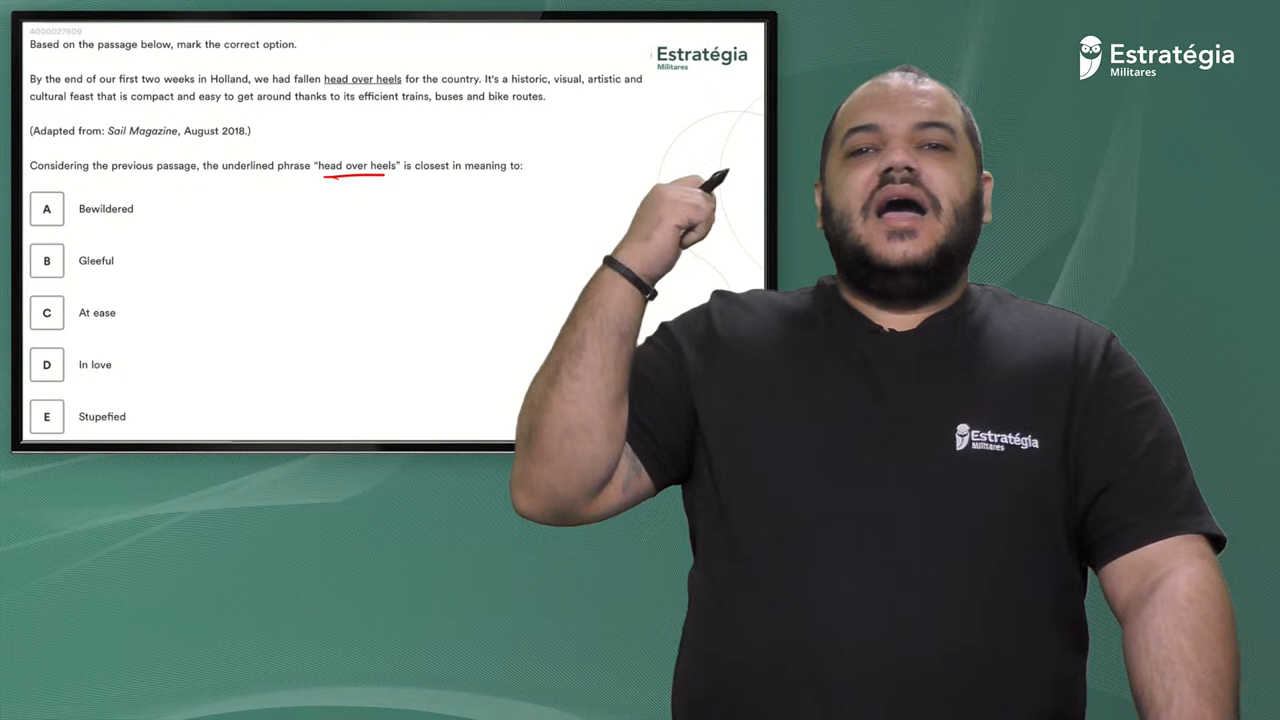 4000027609
Based on the passage below, mark the correct option.
Estratégia
Militares
By the end of our first two weeks in Holland, we had fallen head over heels for the country. It's a historic, visual, artistic and
cultural feast that is compact and easy to get around thanks to its efficient trains, buses and bike routes.
(Adapted from: Sail Magazine, August 2018.)
Considering the previous passage, the underlined phrase “head over heels” is closest in meaning to:
A Bewildered
B Gleeful
C At ease
D In love
E Stupefied
Estratégia
Militares
Estratégia
Militares